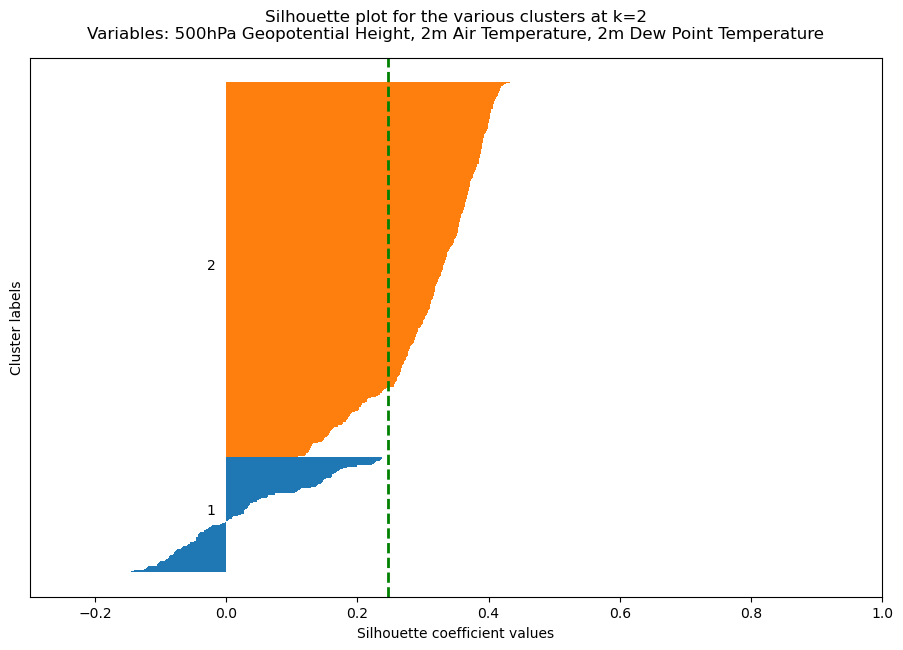 Silhouette plot for the various clusters at k=2
Variables: 500hPa Geopotential Height, 2m Air Temperature, 2m Dew Point Temperature
Cluster labels
2
1
−0.2 0.0 0.2 0.4 0.6 0.8 1.0
Silhouette coefficient values